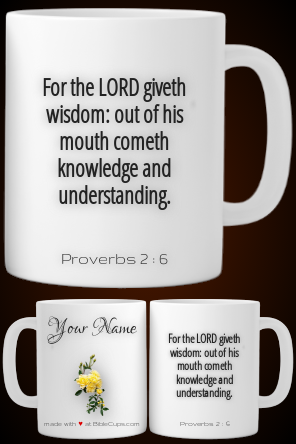 For the LORD giveth
wisdom: out of his
mouth cometh
knowledge and
understanding.
Proverbs 2 : 6
Your Name
made with ♥ at BibleCups.com
For the LORD giveth
wisdom: out of his
mouth cometh
knowledge and
understanding.
Proverbs 2 : 6